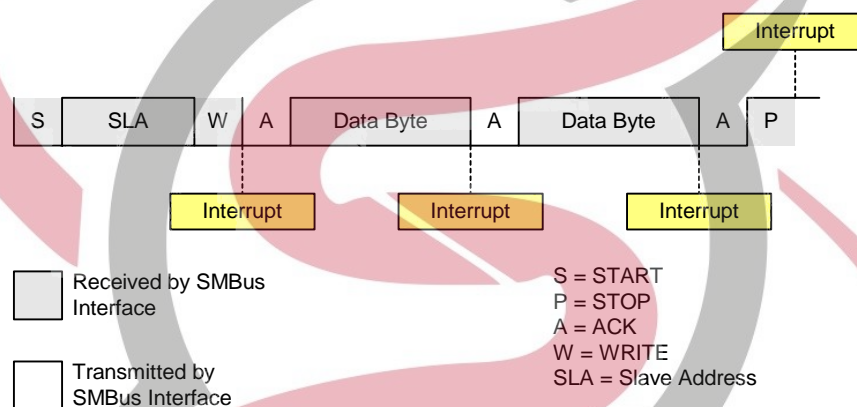 Interrupt
S SLA W A Data Byte A Data Byte A P
Interrupt Interrupt Interrupt
Received by SMBus
Interface
Transmitted by
SMBus Interface
S = START
P = STOP
A = ACK
W = WRITE
SLA = Slave Address